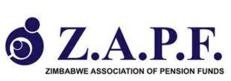 Z.A.P.F.
ZIMBABWE ASSOCIATION OF PENSION FUNDS